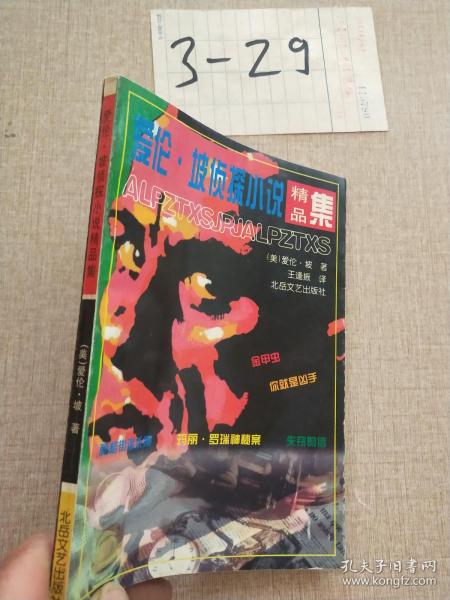 3-29
爱伦·坡侦探小说
精品
集
ALPZTXSJPJALPZTXS
(美)爱伦·坡 著
王逢振 译
北岳文艺出版社
金甲虫
你就是凶手
玛丽·罗瑞神秘案
失窃的信
爱伦·坡侦探小说精品集
(美)爱伦·坡 著
北岳文艺出版
孔夫子旧书网
www.kongfz.com